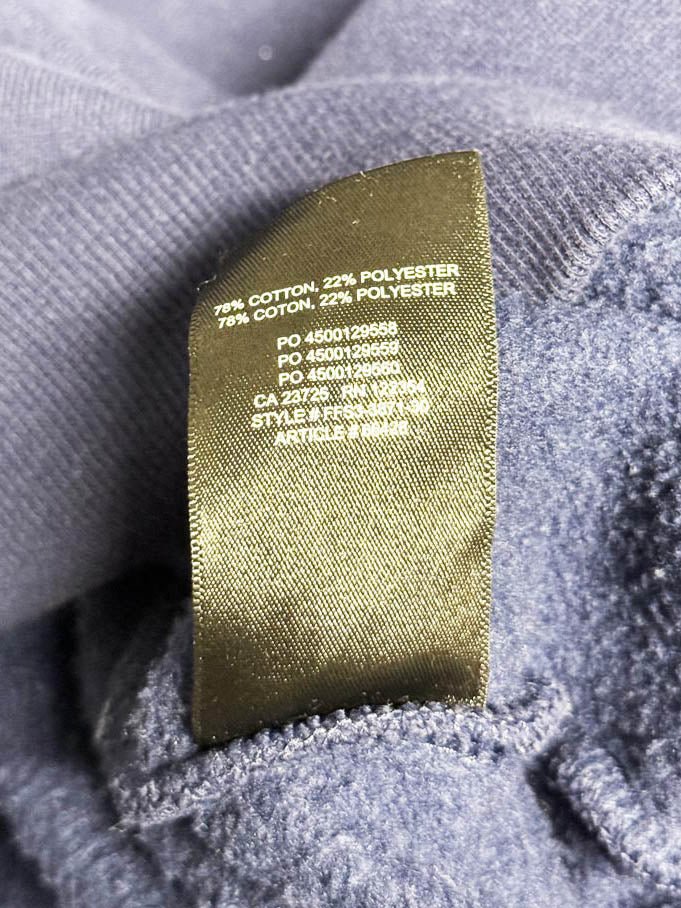 78% COTTON, 22% POLYESTER
78% COTON, 22% POLYESTER
PO 4500129558
PO 4500129559
PO 4500129560
CA 23725 RN
STYLE #
ARTICLE #